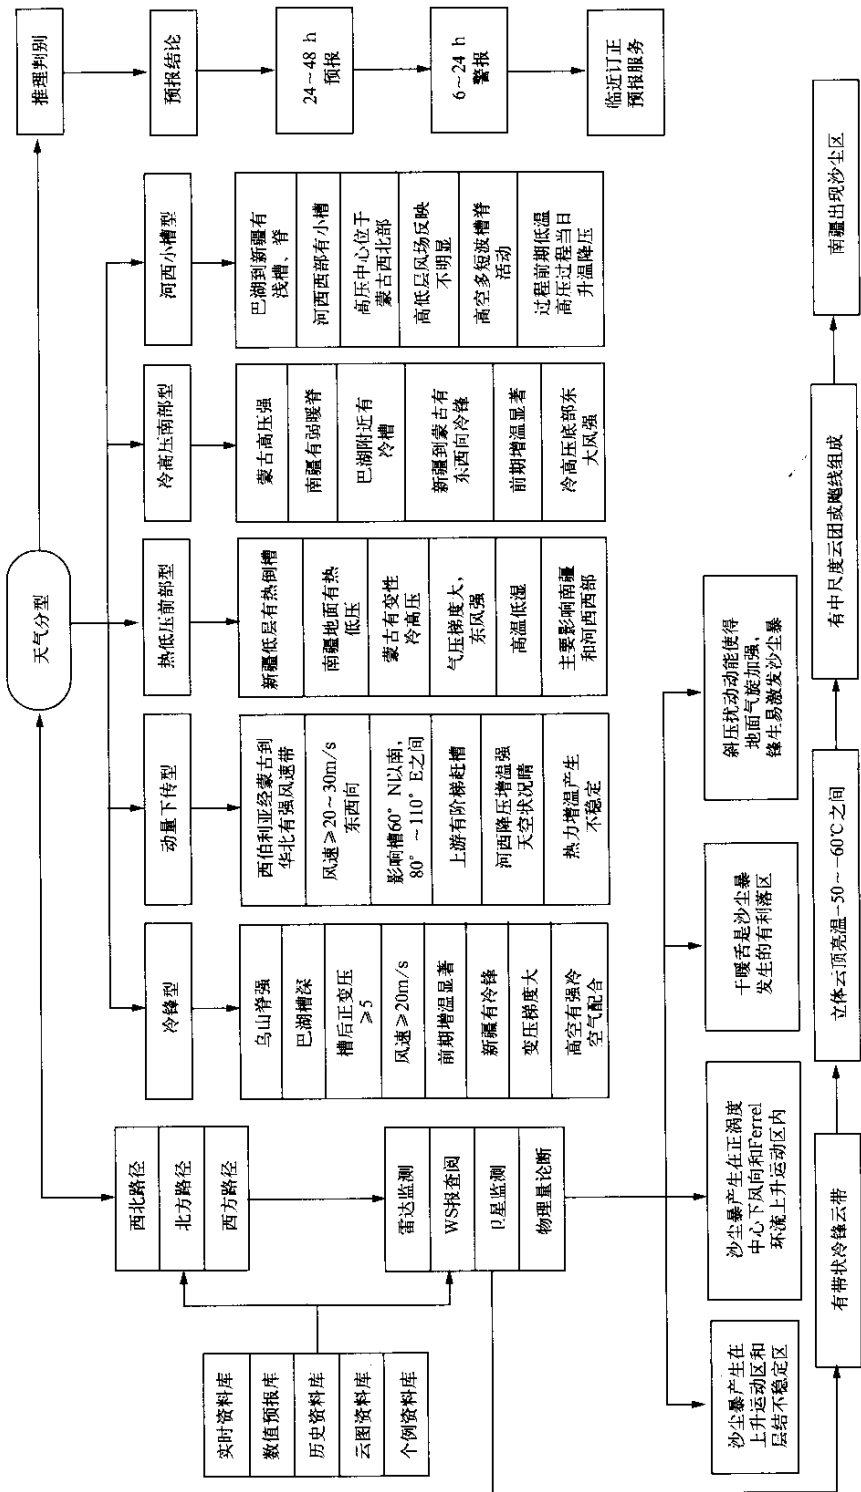 天气分型
推理判别
预报结论
24～48 h
预报
6～24 h
警报
临近订正
预报服务
西北路径
北方路径
西方路径
冷锋型
乌山脊强
巴湖槽深
槽后正变压
≥5
风速≥20m/s
前期增温显著
新疆有冷锋
变压梯度大
高空有强冷
空气配合
动量下传型
西伯利亚经蒙古到
华北有强风速带
风速≥20～30m/s
东西向
影响槽60°N以南,
80°～110°E之间
上游有阶梯赶槽
河西降压增温强
天空状况晴
热力增温产生
不稳定
热低压前部型
新疆低层有热倒槽
南疆地面有热
低压
蒙古有变性
冷高压
气压梯度大,
东风强
高温低湿
主要影响南疆
和河西西部
冷高压南部型
蒙古高压强
南疆有弱暖脊
巴湖附近有
冷槽
新疆到蒙古有
东西向冷锋
前期增温显著
冷高压底部东
大风强
河西小槽型
巴湖到新疆有
浅槽、脊
河西西部有小槽
高压中心位于
蒙古西北部
高低层风场反映
不明显
高空多短波槽脊
活动
过程前期低温
高压过程当日
升温降压
实时资料库
数值预报库
历史资料库
云图资料库
个例资料库
雷达监测
WS报查阅
卫星监测
物理量论断
沙尘暴产生在
上升运动区和
层结不稳定区
沙尘暴产生在正涡度
中心下风向和Ferrel
环流上升运动区内
干暖舌是沙尘暴
发生的有利落区
斜压扰动动能使得
地面气旋加强,
锋生易激发沙尘暴
有带状冷锋云带
立体云顶亮温-50～-60℃之间
有中尺度云团或飑线组成
南疆出现沙尘区